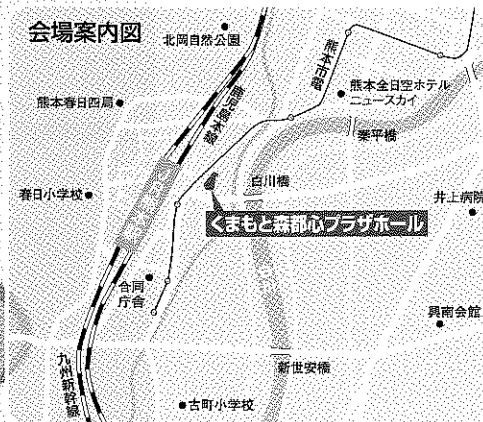 会場案内図
北岡自然公園
熊本市電
熊本全日空ホテル
ニュースカイ
熊本春日四局
鹿児島本線
泰平橋
春日小学校
白川橋
井上病院
くまもと森都心プラザホール
合同
庁舎
興南会館
九州新幹線
新世安橋
古町小学校